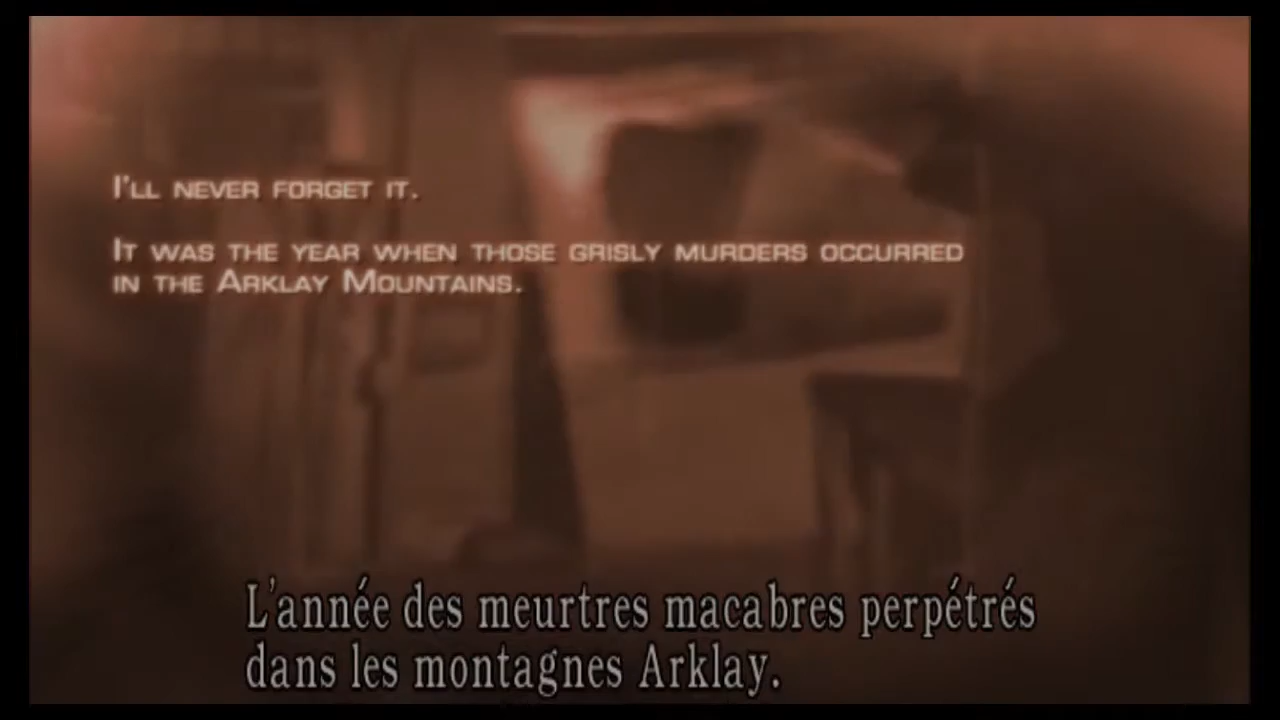 I'll never forget it.
It was the year when those grisly murders occurred
in the Arklay Mountains.
L'année des meurtres macabres perpétrés
dans les montagnes Arklay.